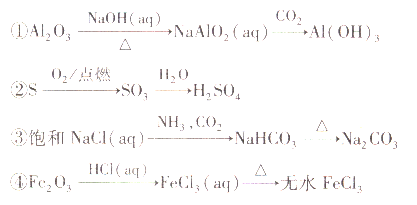 ①Al₂O₃ —NaOH(aq)/△→ NaAlO₂(aq) —CO₂→ Al(OH)₃
②S —O₂/点燃→ SO₃ —H₂O→ H₂SO₄
③饱和 NaCl(aq) —NH₃,CO₂→ NaHCO₃ —△→ Na₂CO₃
④Fe₂O₃ —HCl(aq)→ FeCl₃(aq) —△→ 无水 FeCl₃